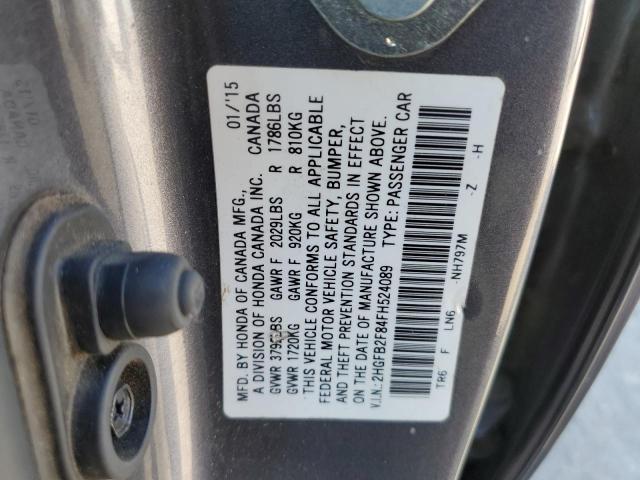 MFD. BY HONDA OF CANADA MFG., 01/'15
A DIVISION OF HONDA CANADA INC. CANADA
GVWR LBS GAWR F 2029LBS R 1786LBS
GVWR 1720KG GAWR F 920KG R 810KG
THIS VEHICLE CONFORMS TO ALL APPLICABLE
FEDERAL MOTOR VEHICLE SAFETY, BUMPER,
AND THEFT PREVENTION STANDARDS IN EFFECT
ON THE DATE OF MANUFACTURE SHOWN ABOVE.
V.I.N.: 2HGFB2F84FH524089 TYPE: PASSENGER CAR
TR6 F LN6 -NH797M -Z -H